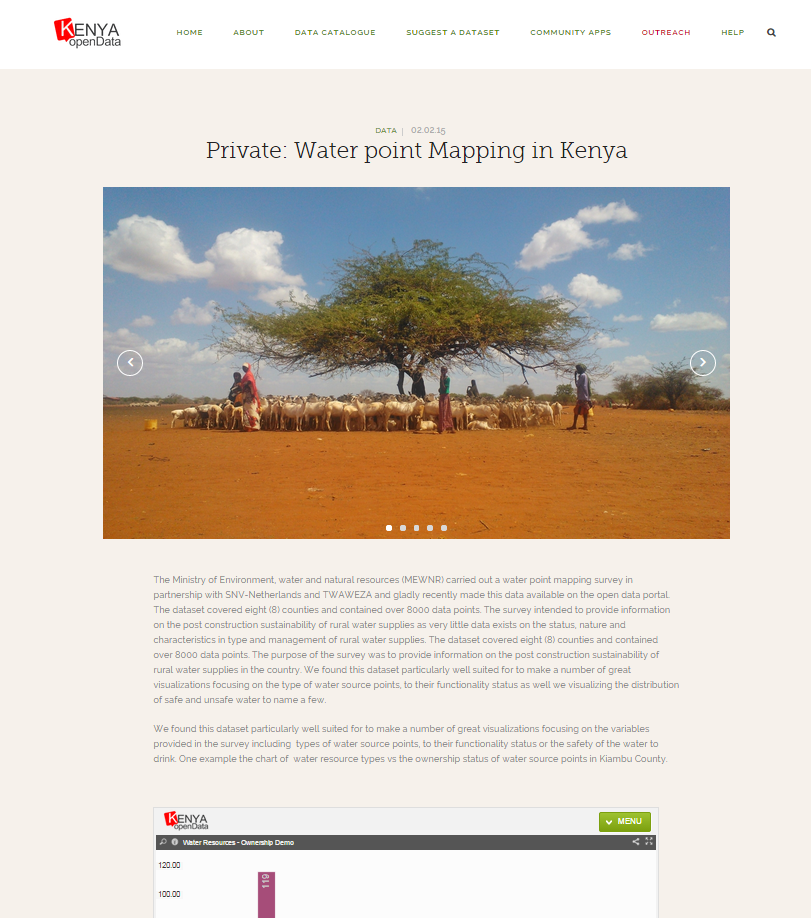 KENYA
openData
HOME ABOUT DATA CATALOGUE SUGGEST A DATASET COMMUNITY APPS OUTREACH HELP
DATA | 02.02.15
Private: Water point Mapping in Kenya
The Ministry of Environment, water and natural resources (MEWNR) carried out a water point mapping survey in
partnership with SNV-Netherlands and TWAWEZA and gladly recently made this data available on the open data portal.
The dataset covered eight (8) counties and contained over 8000 data points. The survey intended to provide information
on the post construction sustainability of rural water supplies as very little data exists on the status, nature and
characteristics in type and management of rural water supplies. The dataset covered eight (8) counties and contained
over 8000 data points. The purpose of the survey was to provide information on the post construction sustainability of
rural water supplies in the country. We found this dataset particularly well suited for to make a number of great
visualizations focusing on the type of water source points, to their functionality status as well we visualizing the distribution
of safe and unsafe water to name a few.
We found this dataset particularly well suited for to make a number of great visualizations focusing on the variables
provided in the survey including types of water source points, to their functionality status or the safety of the water to
drink. One example the chart of water resource types vs the ownership status of water source points in Kiambu County.
KENYA
openData
MENU
Water Resources - Ownership Demo
120.00
119
100.00